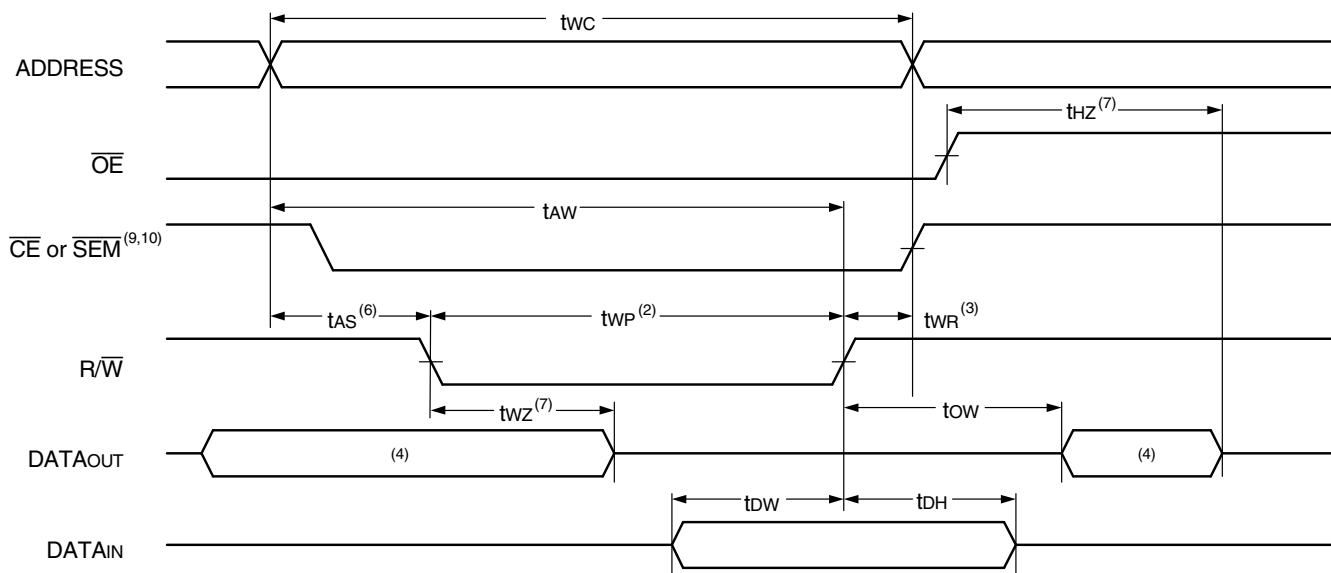 tWC
ADDRESS
tHZ(7)
OE
tAW
CE or SEM(9,10)
tAS(6) tWP(2) tWR(3)
R/W
tWZ(7) tOW
DATAOUT (4) (4)
tDW tDH
DATAIN